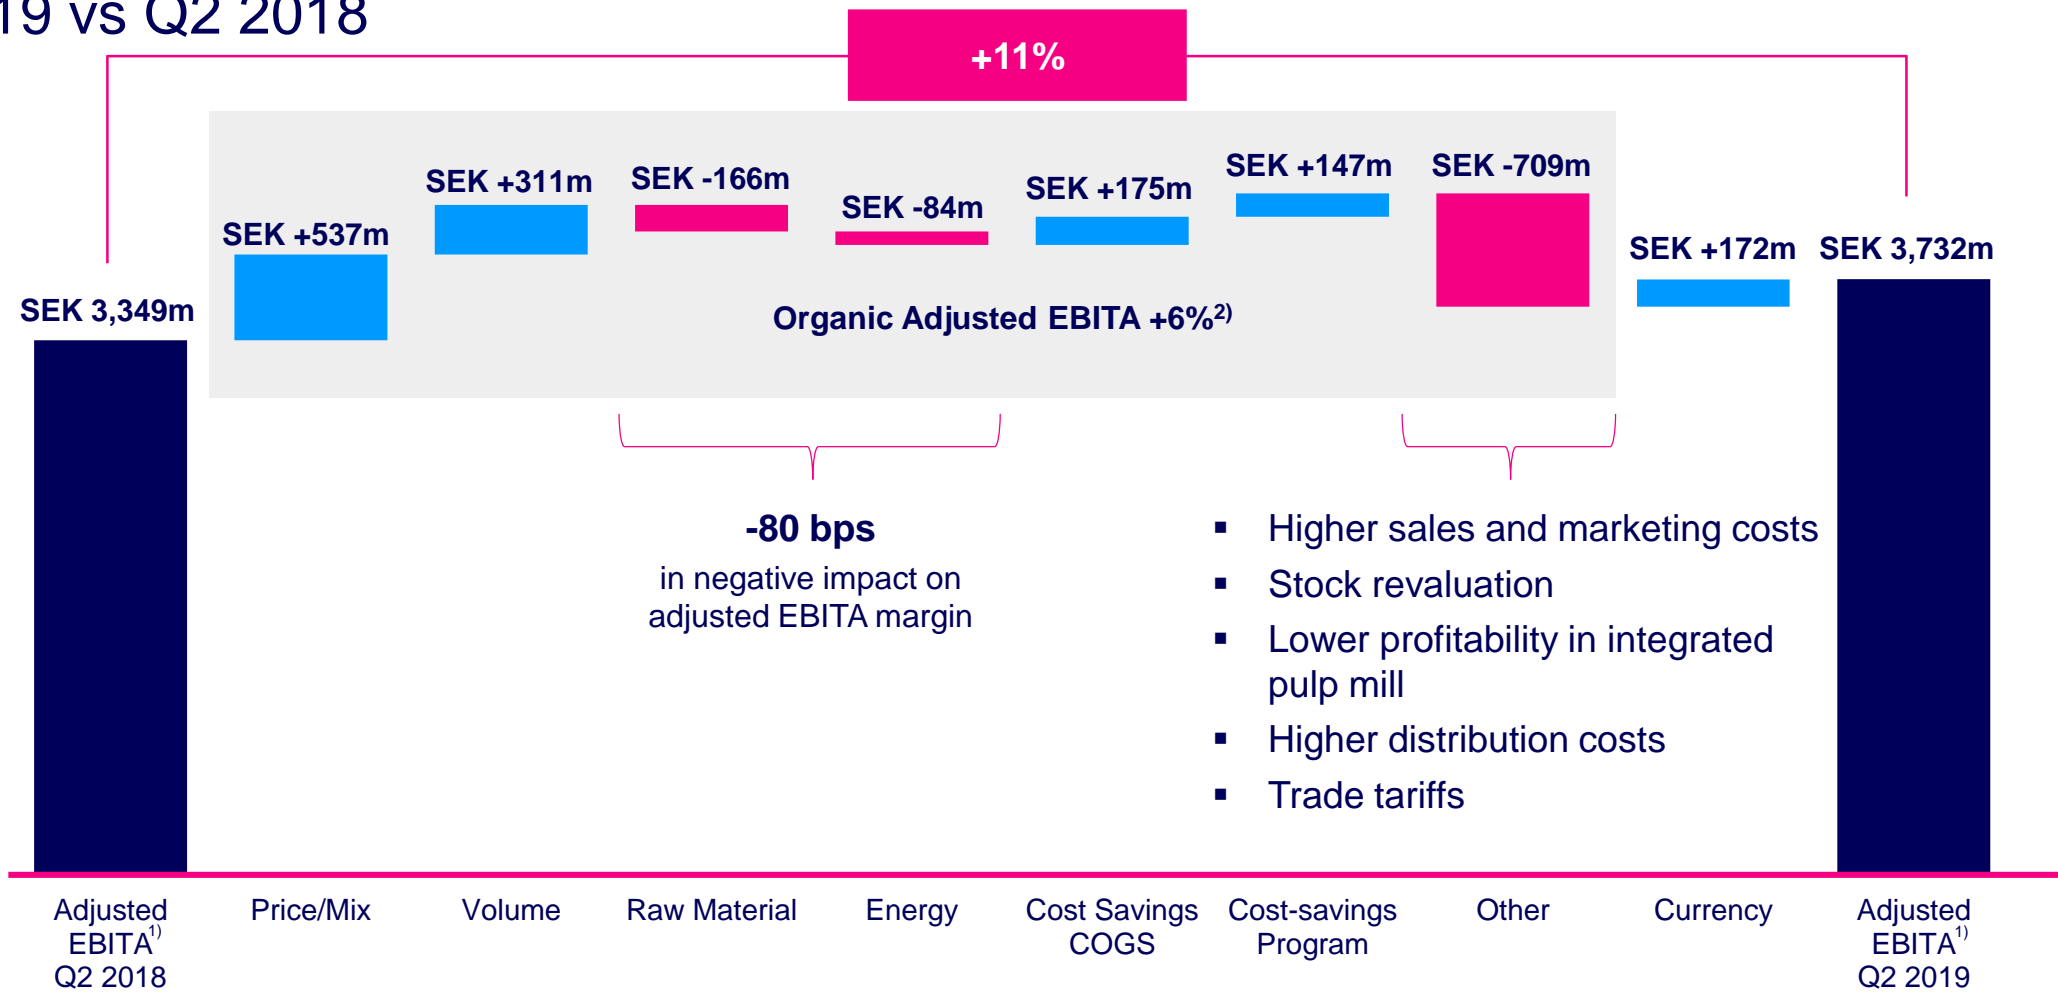 19 vs Q2 2018
+11%
SEK 3,349m
SEK +537m
SEK +311m
SEK -166m
SEK -84m
SEK +175m
SEK +147m
SEK -709m
SEK +172m
SEK 3,732m
Organic Adjusted EBITA +6%2)
-80 bps
in negative impact on
adjusted EBITA margin
▪ Higher sales and marketing costs
▪ Stock revaluation
▪ Lower profitability in integrated
pulp mill
▪ Higher distribution costs
▪ Trade tariffs
Adjusted
EBITA1)
Q2 2018
Price/Mix
Volume
Raw Material
Energy
Cost Savings
COGS
Cost-savings
Program
Other
Currency
Adjusted
EBITA1)
Q2 2019